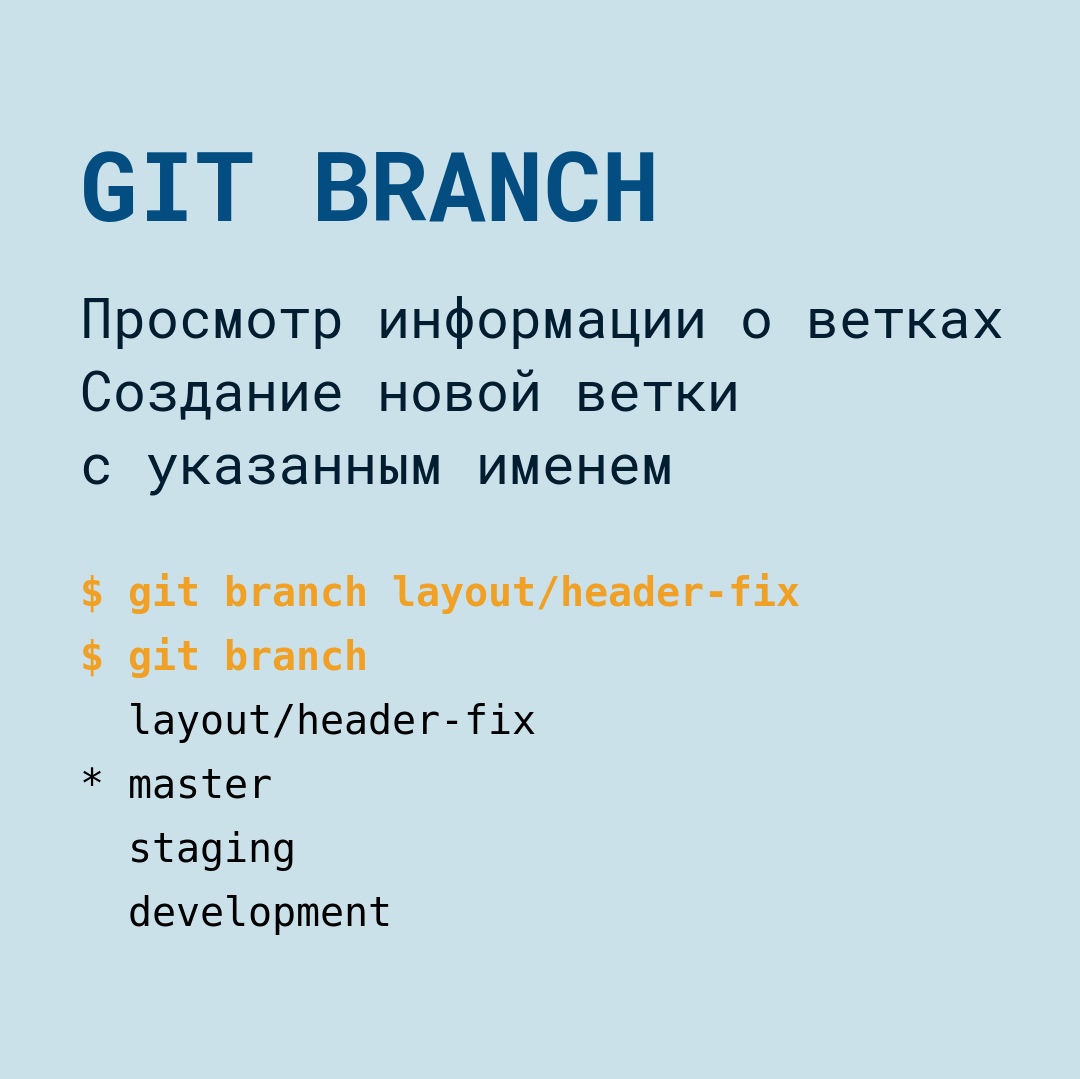 GIT BRANCH
Просмотр информации о ветках
Создание новой ветки
с указанным именем
$ git branch layout/header-fix
$ git branch
  layout/header-fix
* master
  staging
  development